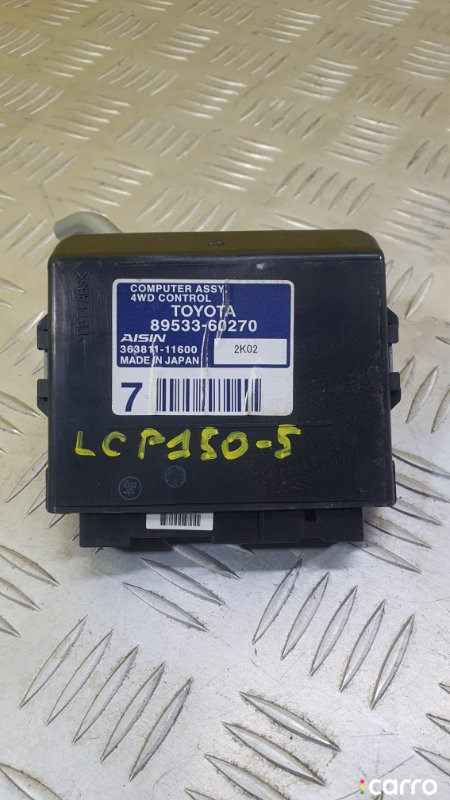 COMPUTER ASSY
4WD CONTROL
TOYOTA
89533-60270
AISIN
363811-11600
2K02
MADE IN JAPAN
7
LCP150-5
carro